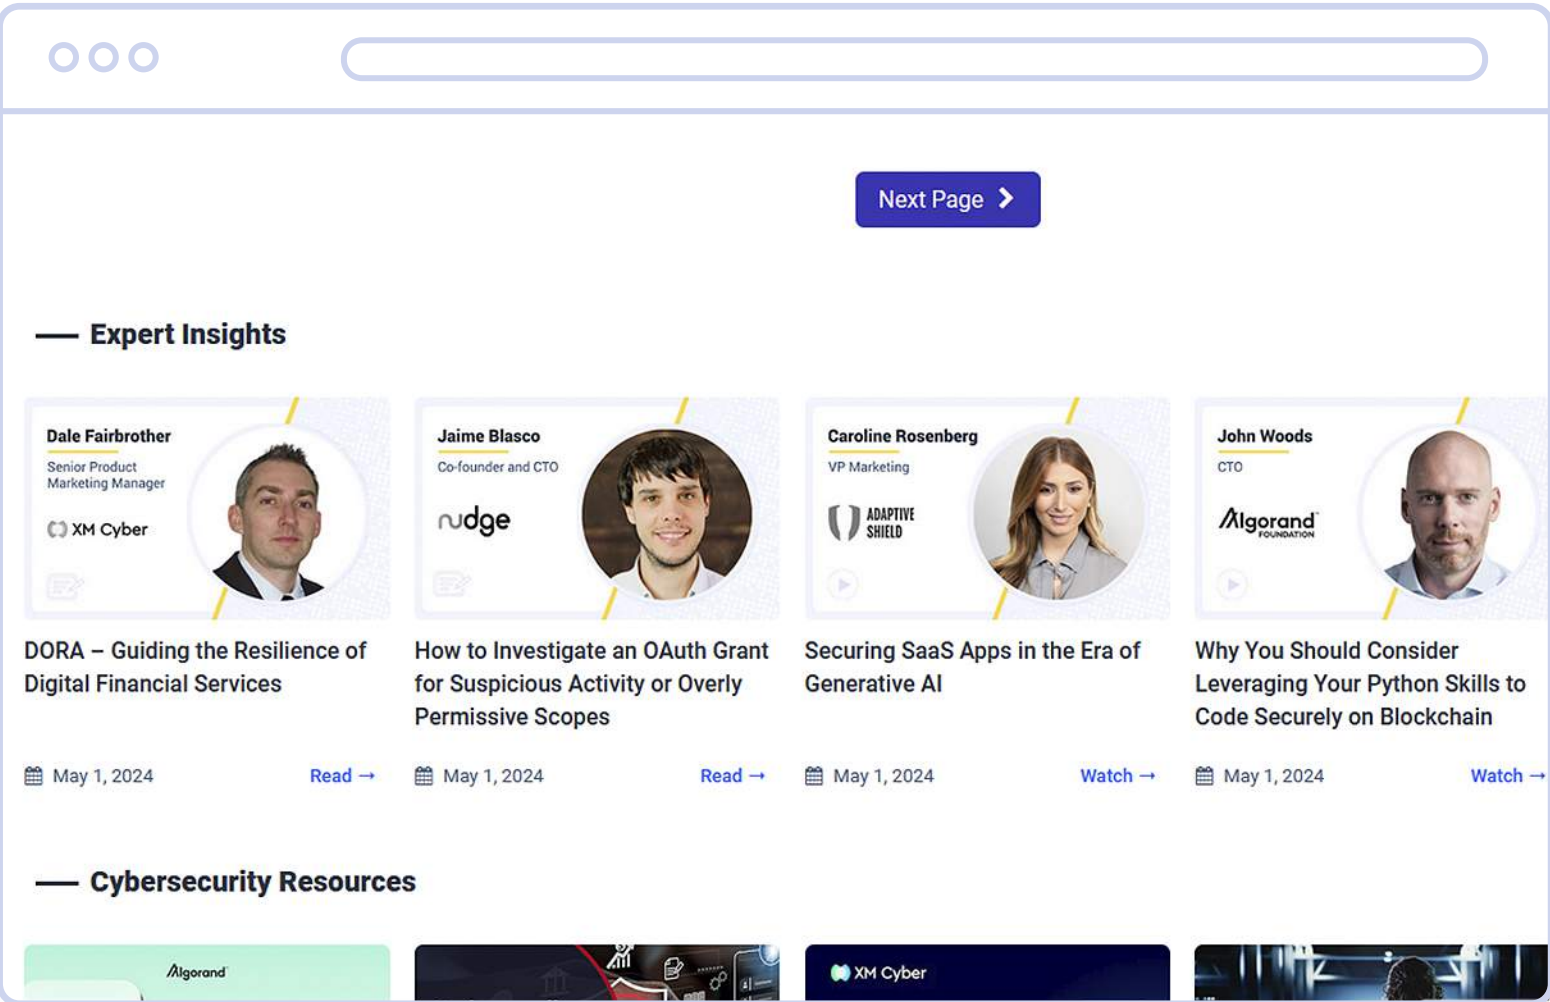 Next Page
Expert Insights
Dale Fairbrother
Senior Product
Marketing Manager
XM Cyber
Jaime Blasco
Co-founder and CTO
nudge
Caroline Rosenberg
VP Marketing
ADAPTIVE
SHIELD
John Woods
CTO
Algorand
FOUNDATION
DORA – Guiding the Resilience of
Digital Financial Services
How to Investigate an OAuth Grant
for Suspicious Activity or Overly
Permissive Scopes
Securing SaaS Apps in the Era of
Generative AI
Why You Should Consider
Leveraging Your Python Skills to
Code Securely on Blockchain
May 1, 2024
Read →
May 1, 2024
Read →
May 1, 2024
Watch →
May 1, 2024
Watch →
Cybersecurity Resources
Algorand
XM Cyber